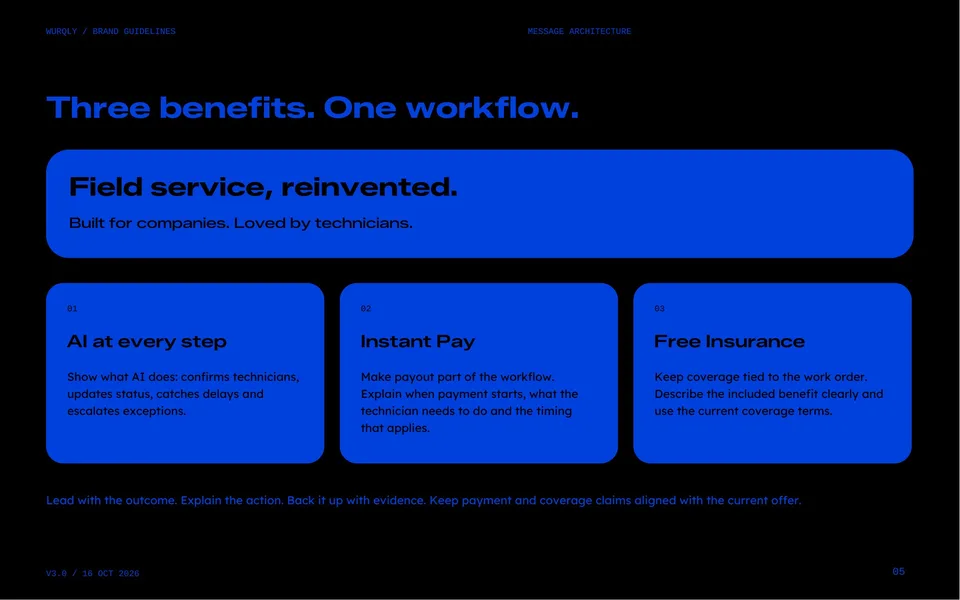 WURQLY / BRAND GUIDELINES
MESSAGE ARCHITECTURE
Three benefits. One workflow.
Field service, reinvented.
Built for companies. Loved by technicians.
01
AI at every step
Show what AI does: confirms technicians,
updates status, catches delays and
escalates exceptions.
02
Instant Pay
Make payout part of the workflow.
Explain when payment starts, what the
technician needs to do and the timing
that applies.
03
Free Insurance
Keep coverage tied to the work order.
Describe the included benefit clearly and
use the current coverage terms.
Lead with the outcome. Explain the action. Back it up with evidence. Keep payment and coverage claims aligned with the current offer.
V3.0 / 16 OCT 2026
05